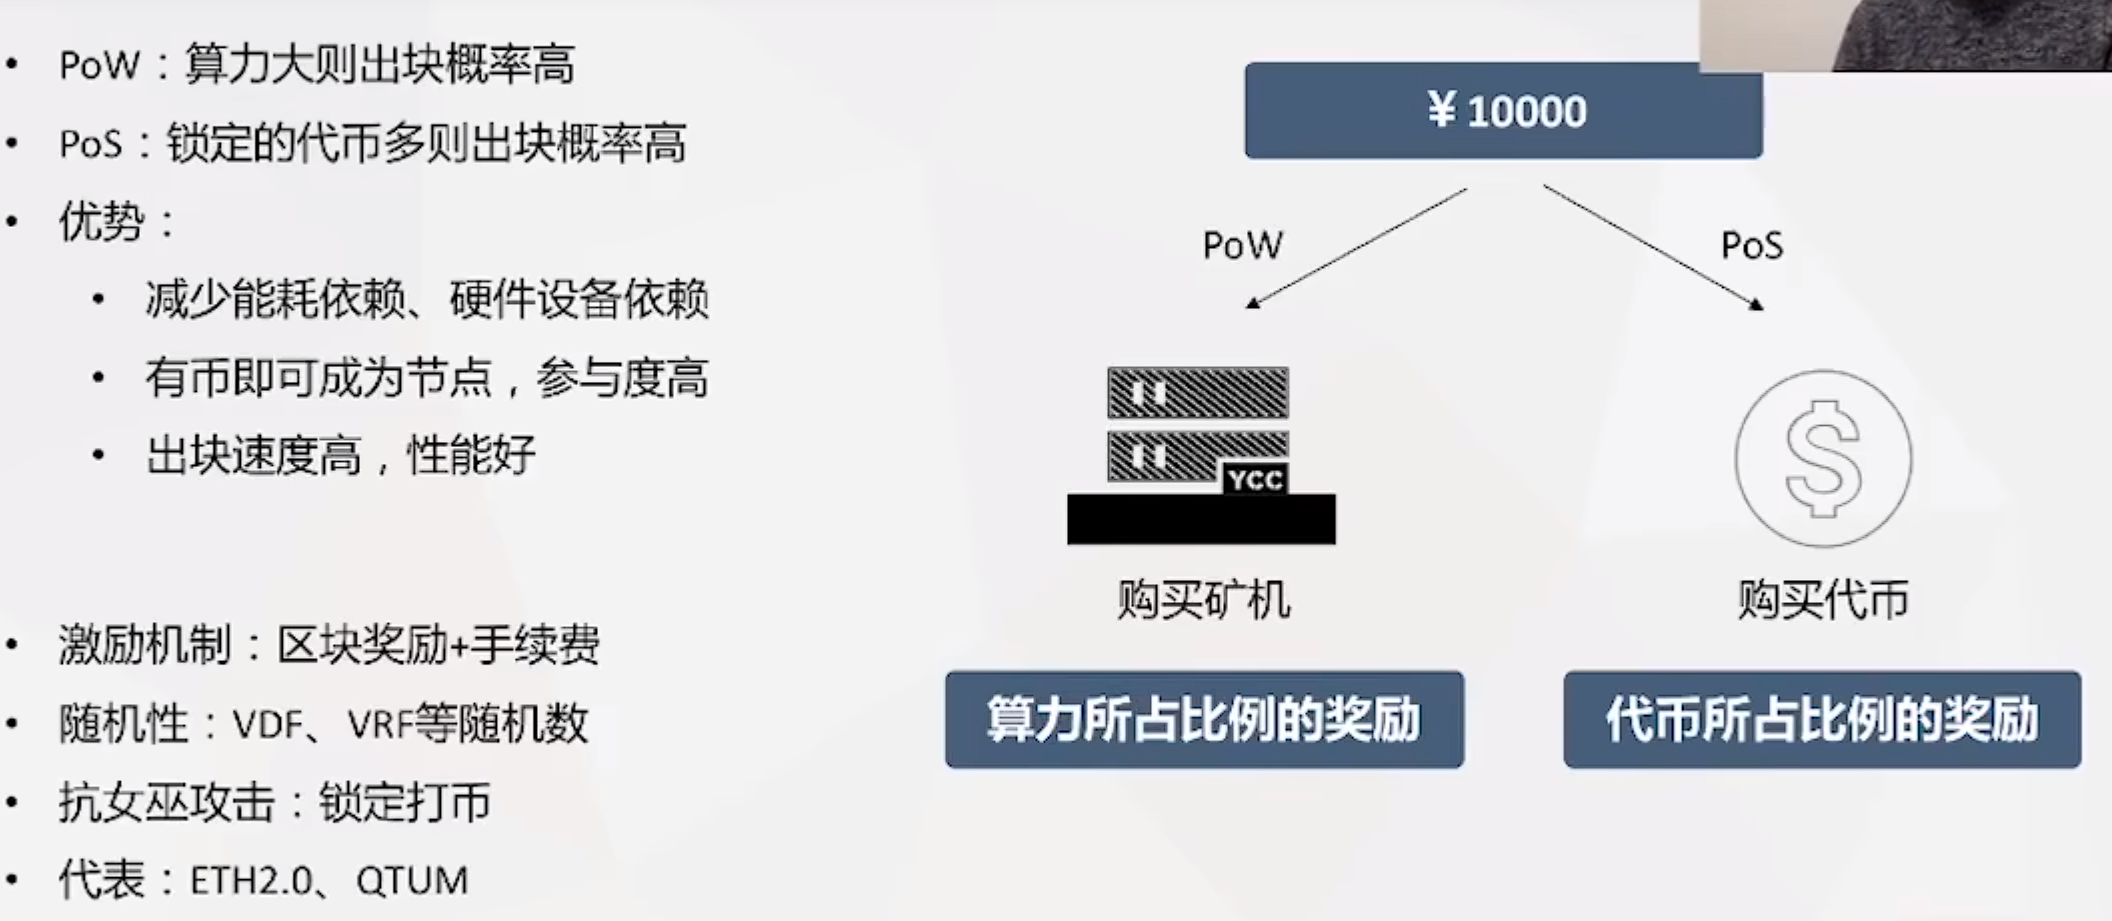 • PoW：算力大则出块概率高
• PoS：锁定的代币多则出块概率高
• 优势：
• 减少能耗依赖、硬件设备依赖
• 有币即可成为节点，参与度高
• 出块速度高，性能好
• 激励机制：区块奖励+手续费
• 随机性：VDF、VRF等随机数
• 抗女巫攻击：锁定打币
• 代表：ETH2.0、QTUM
￥10000
PoW
PoS
YCC
购买矿机
购买代币
算力所占比例的奖励
代币所占比例的奖励